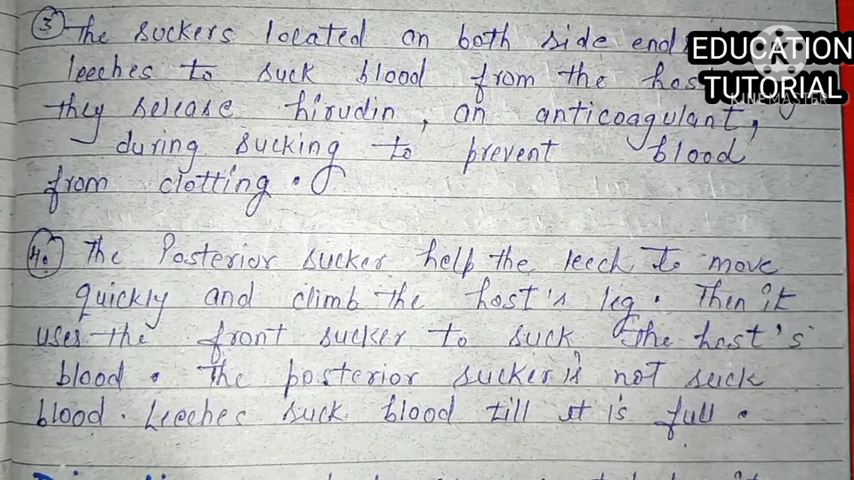 ③ The suckers located on both side end
leeches to suck blood from the hos
they release hirudin, an anticoagulant,
during sucking to prevent blood
from clotting.
4. The Posterior sucker help the leech to move
quickly and climb the host's leg. Then it
uses the front sucker to suck the host's
blood. The posterior sucker is not suck
blood. Leeches suck blood till it is full.
EDUCATION
TUTORIAL
KINEMASTER